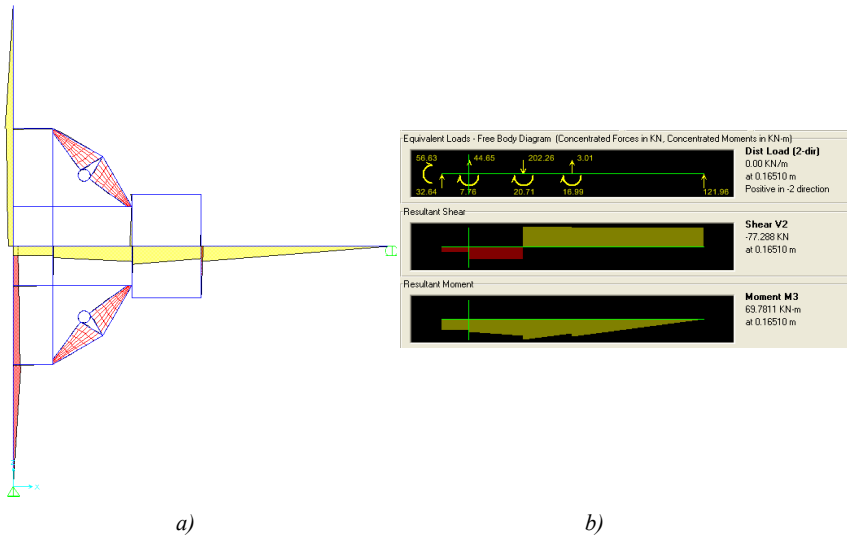 Equivalent Loads - Free Body Diagram (Concentrated Forces in KN, Concentrated Moments in KN-m)
56.63 44.65 202.26 3.01
32.64 7.76 20.71 16.99 121.96
Dist Load (2-dir)
0.00 KN/m
at 0.16510 m
Positive in -2 direction
Resultant Shear
Shear V2
-77.288 KN
at 0.16510 m
Resultant Moment
Moment M3
69.7811 KN-m
at 0.16510 m
X
a) b)